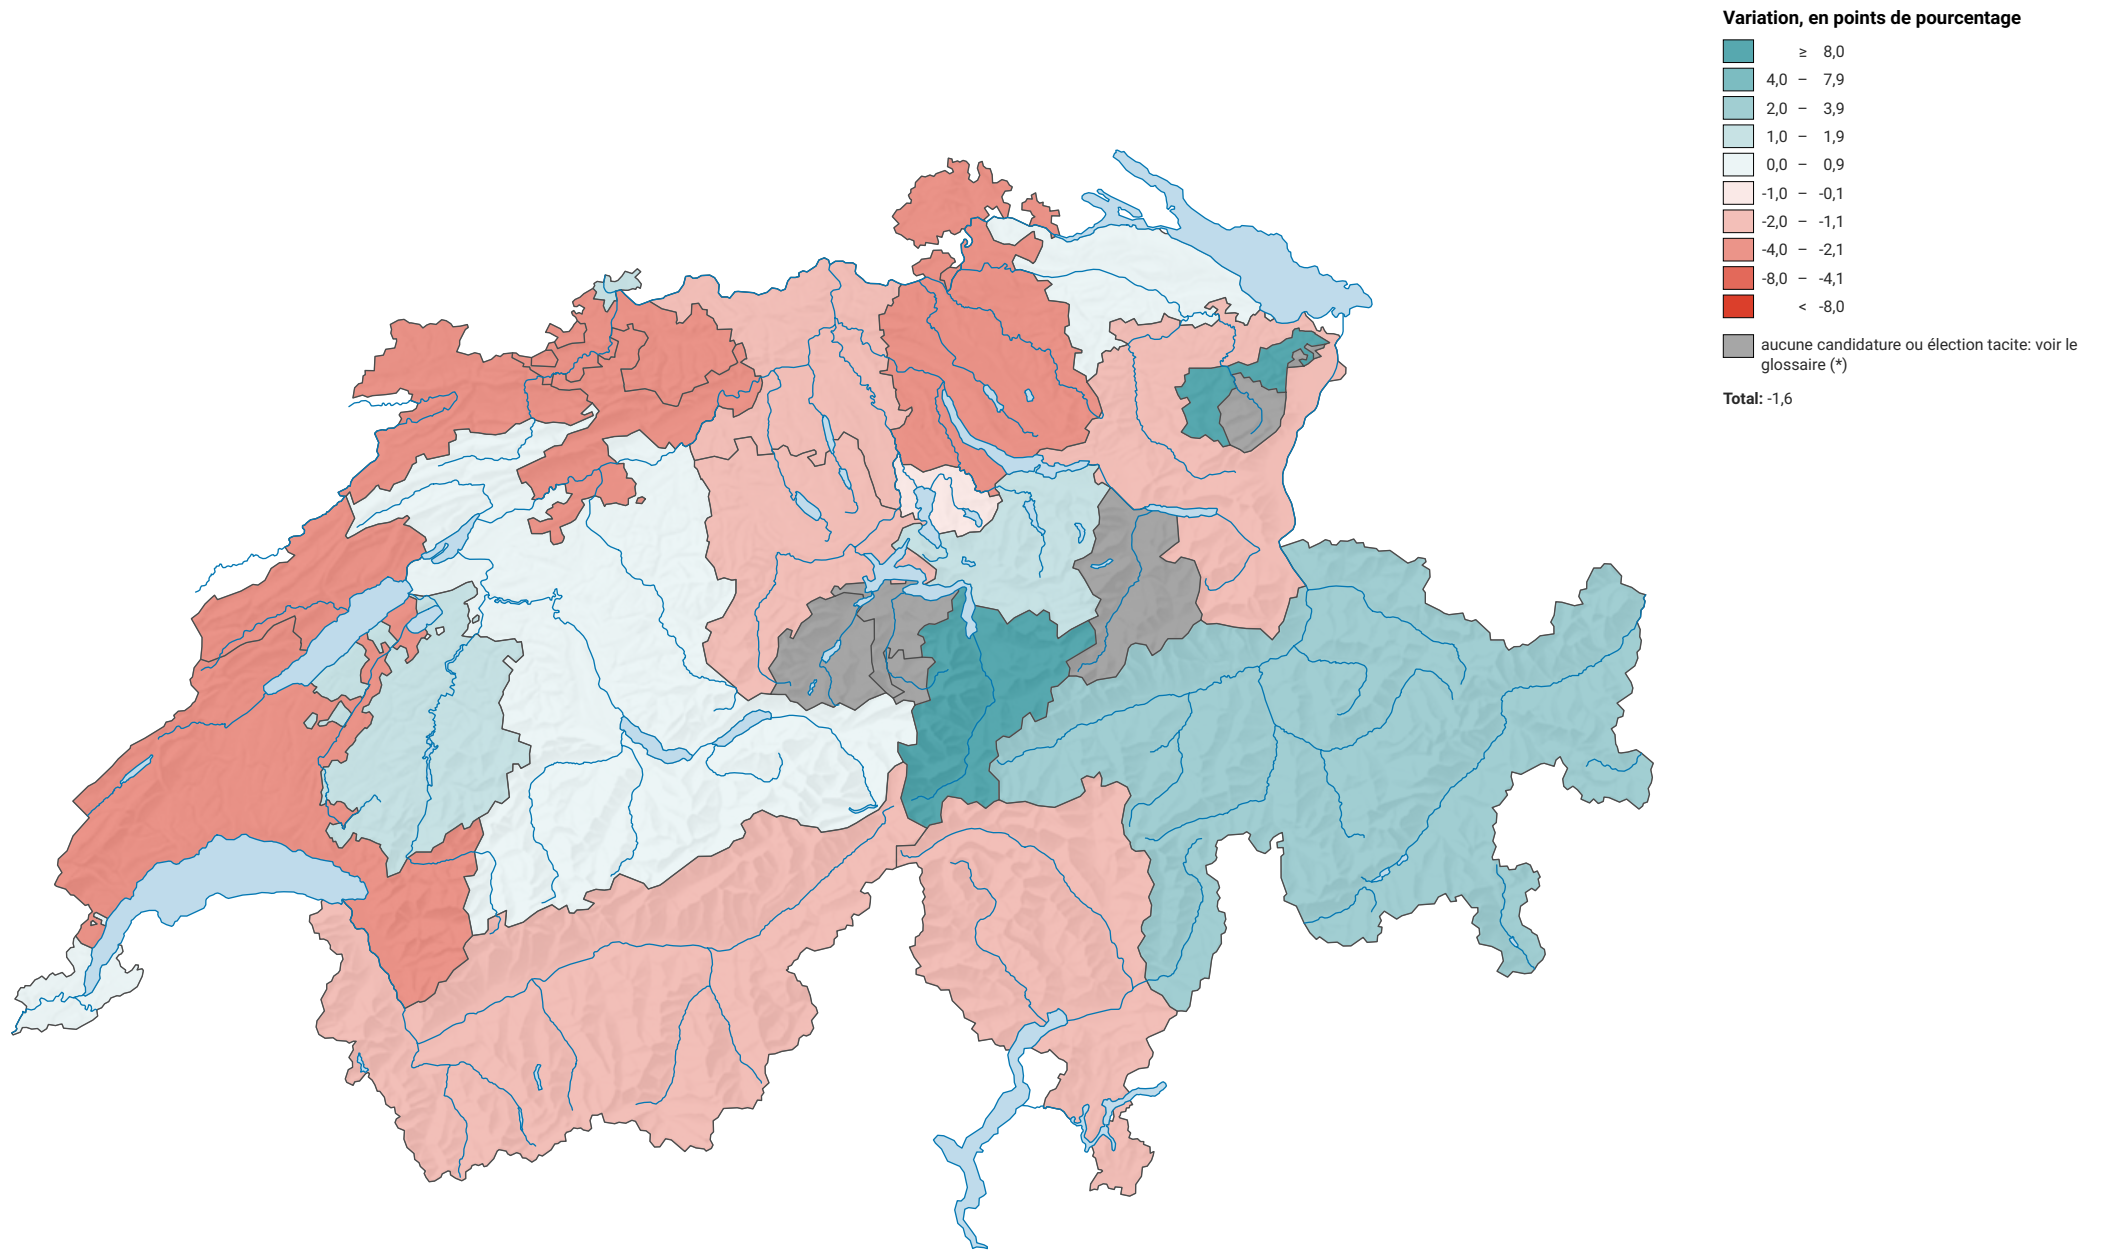 Variation, en points de pourcentage
≥ 8,0
4,0 – 7,9
2,0 – 3,9
1,0 – 1,9
0,0 – 0,9
-1,0 – -0,1
-2,0 – -1,1
-4,0 – -2,1
-8,0 – -4,1
< -8,0
aucune candidature ou élection tacite: voir le
glossaire (*)
Total: -1,6